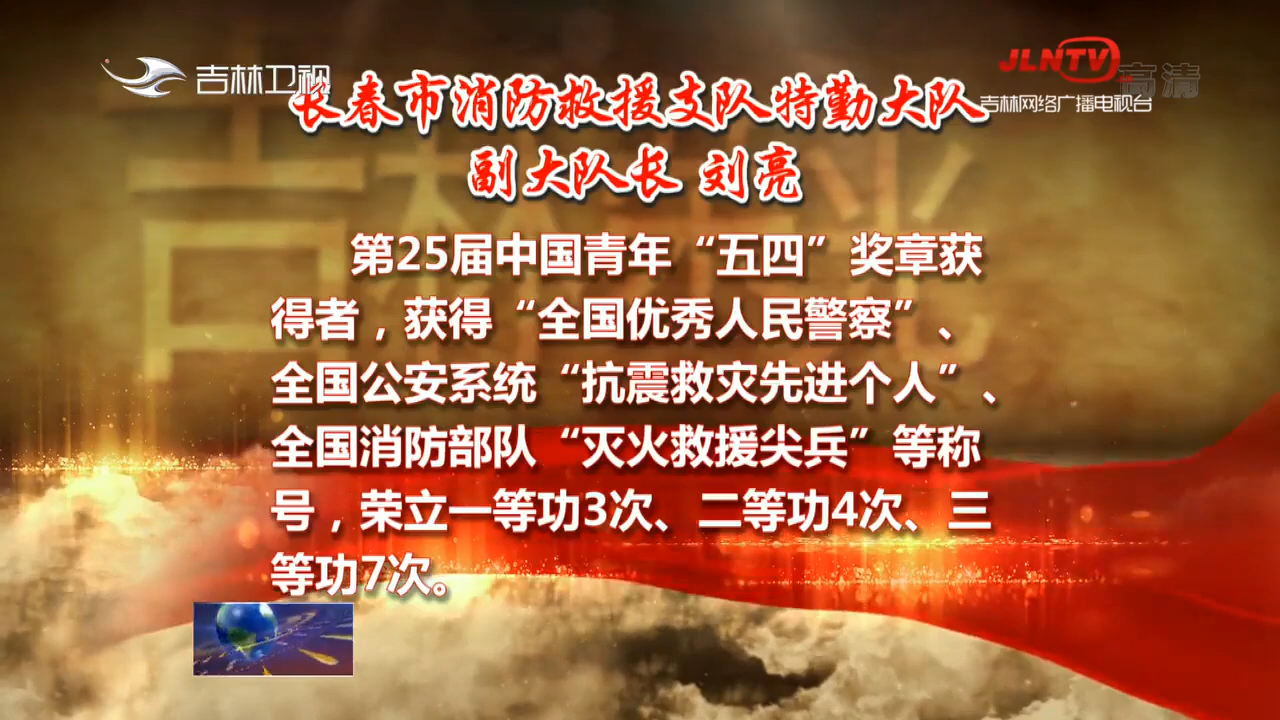 吉林卫视
JLNTV
高清
吉林网络广播电视台
长春市消防救援支队特勤大队
副大队长 刘亮
第25届中国青年“五四”奖章获
得者，获得“全国优秀人民警察”、
全国公安系统“抗震救灾先进个人”、
全国消防部队“灭火救援尖兵”等称
号，荣立一等功3次、二等功4次、三
等功7次。